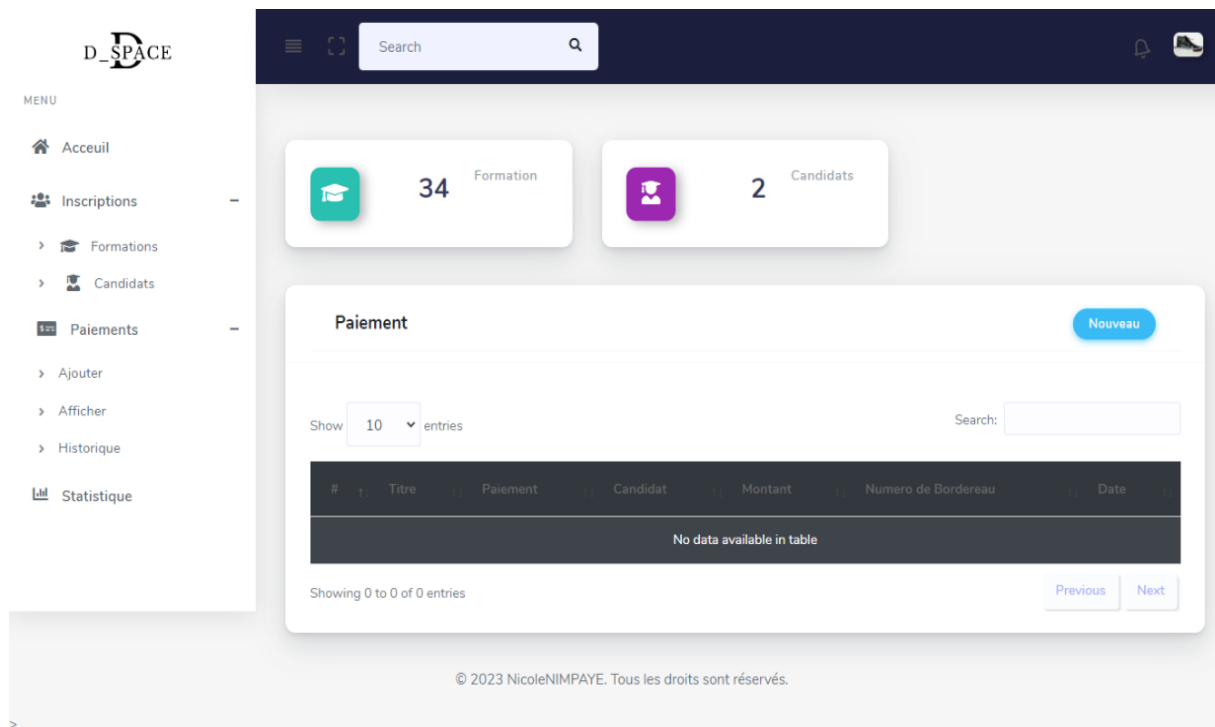 D_SPACE
D
Search
MENU
Acceuil
Inscriptions
Formations
Candidats
Paiements
Ajouter
Afficher
Historique
Statistique
34 Formation
2 Candidats
Paiement Nouveau
Show 10 entries Search:
# Titre Paiement Candidat Montant Numero de Bordereau Date
No data available in table
Showing 0 to 0 of 0 entries Previous Next
© 2023 NicoleNIMPAYE. Tous les droits sont réservés.
>